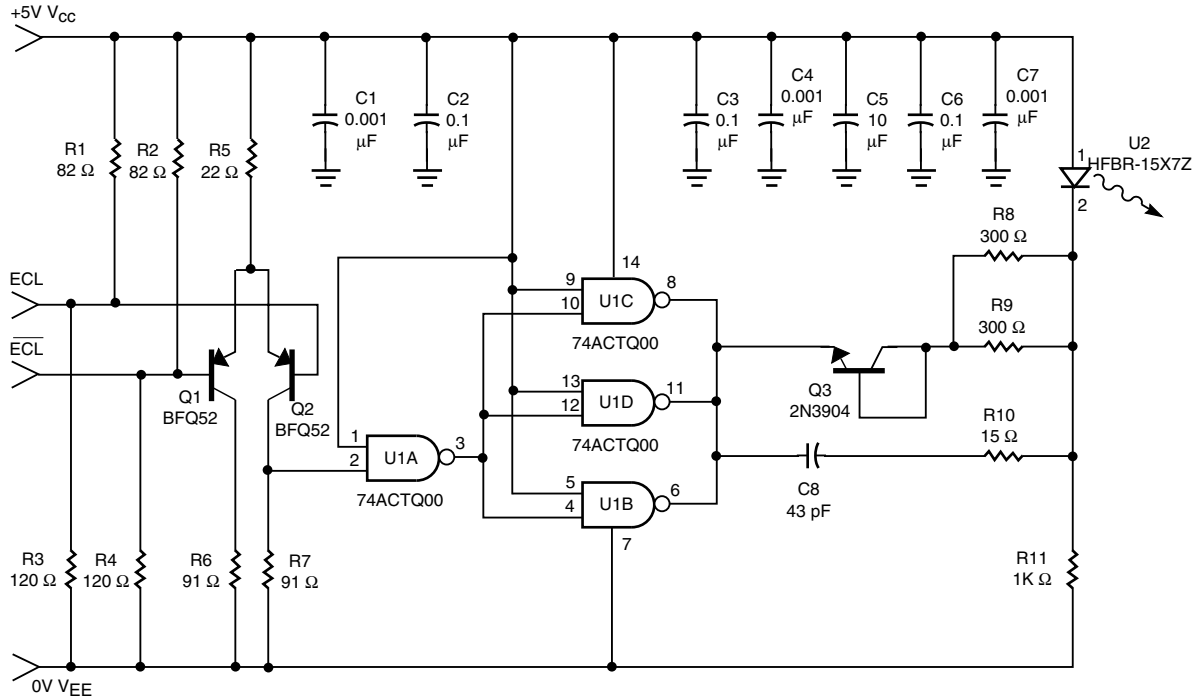 +5V VCC
R1
82 Ω
R2
82 Ω
R5
22 Ω
C1
0.001
µF
C2
0.1
µF
C3
0.1
µF
C4
0.001
µF
C5
10
µF
C6
0.1
µF
C7
0.001
µF
1
U2
HFBR-15X7Z
2
R8
300 Ω
ECL
ECL
Q1
BFQ52
Q2
BFQ52
14
9
10
U1C
8
74ACTQ00
R9
300 Ω
Q3
2N3904
13
12
U1D
11
74ACTQ00
R10
15 Ω
1
2
U1A
3
74ACTQ00
5
4
U1B
6
7
C8
43 pF
R3
120 Ω
R4
120 Ω
R6
91 Ω
R7
91 Ω
R11
1K Ω
0V VEE